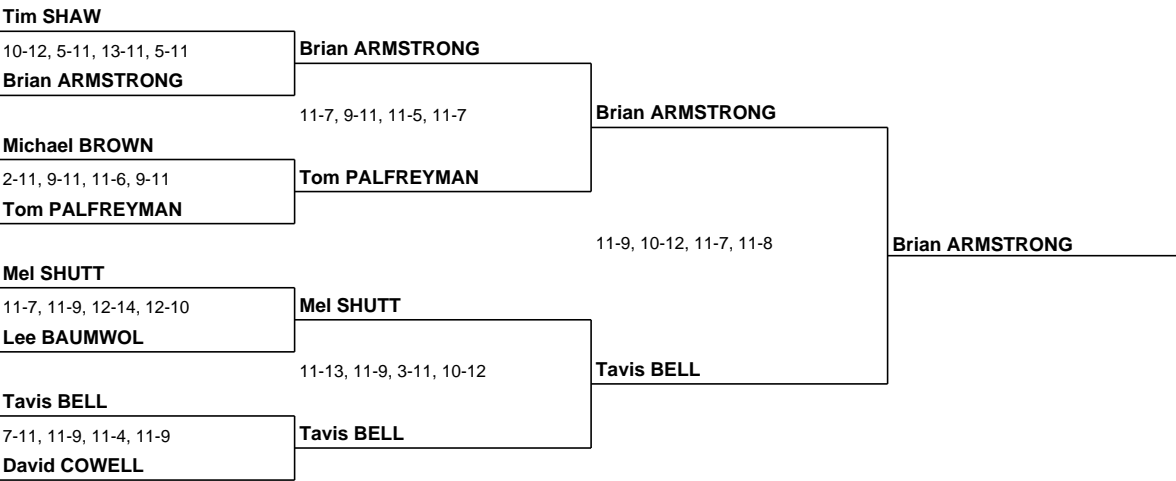 Tim SHAW
10-12, 5-11, 13-11, 5-11
Brian ARMSTRONG
Brian ARMSTRONG
11-7, 9-11, 11-5, 11-7
Brian ARMSTRONG
Michael BROWN
2-11, 9-11, 11-6, 9-11
Tom PALFREYMAN
Tom PALFREYMAN
11-9, 10-12, 11-7, 11-8
Brian ARMSTRONG
Mel SHUTT
11-7, 11-9, 12-14, 12-10
Mel SHUTT
Lee BAUMWOL
11-13, 11-9, 3-11, 10-12
Tavis BELL
Tavis BELL
7-11, 11-9, 11-4, 11-9
Tavis BELL
David COWELL